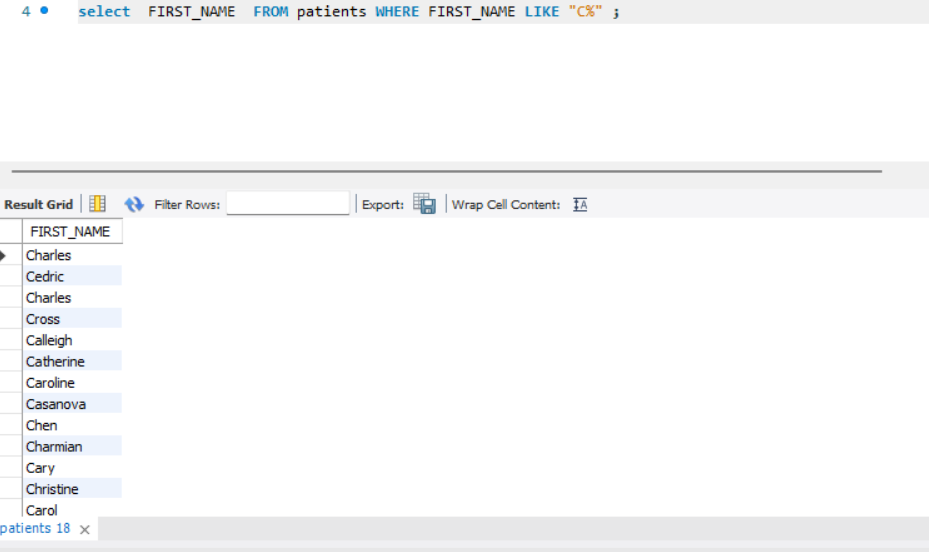 4 select FIRST_NAME FROM patients WHERE FIRST_NAME LIKE "C%" ;
Result Grid Filter Rows: Export: Wrap Cell Content: IA
FIRST_NAME
Charles
Cedric
Charles
Cross
Calleigh
Catherine
Caroline
Casanova
Chen
Charmian
Cary
Christine
Carol
patients 18 ×